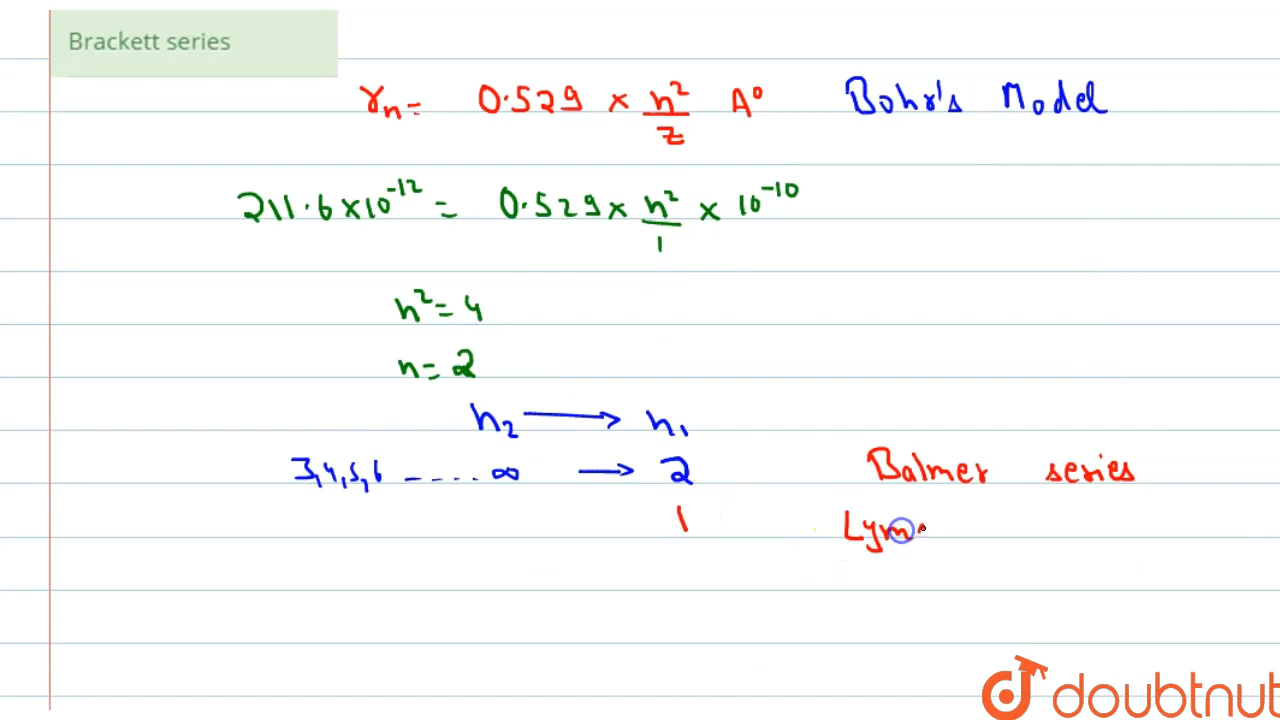 Brackett series
rn = 0.529 × n²/z A° Bohr's Model
211.6×10⁻¹² = 0.529 × n²/1 × 10⁻¹⁰
n² = 4
n = 2
n₂ → n₁
3,4,5,6 ----- ∞ → 2 Balmer series
1 Lym
doubtnut